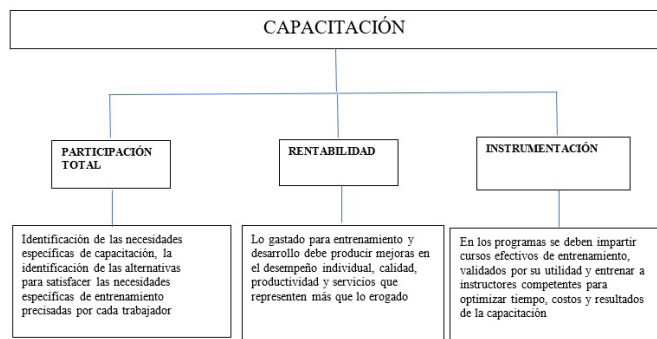 CAPACITACIÓN
PARTICIPACIÓN
TOTAL
RENTABILIDAD
INSTRUMENTACIÓN
Identificación de las necesidades
específicas de capacitación, la
identificación de las alternativas
para satisfacer las necesidades
específicas de entrenamiento
precisadas por cada trabajador
Lo gastado para entrenamiento y
desarrollo debe producir mejoras en
el desempeño individual, calidad,
productividad y servicios que
representen más que lo erogado
En los programas se deben impartir
cursos efectivos de entrenamiento,
validados por su utilidad y entrenar a
instructores competentes para
optimizar tiempo, costos y resultados
de la capacitación